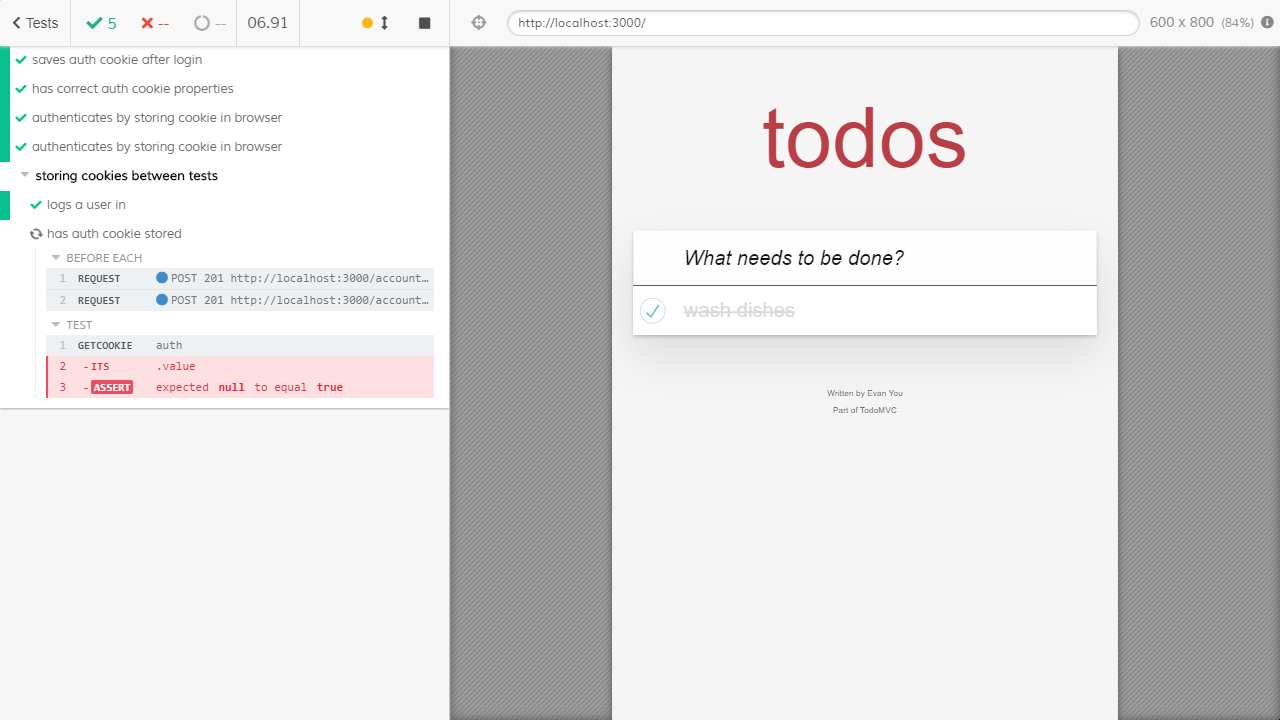 Tests 5 -- -- 06.91
saves auth cookie after login
has correct auth cookie properties
authenticates by storing cookie in browser
authenticates by storing cookie in browser
storing cookies between tests
logs a user in
has auth cookie stored
BEFORE EACH
1 REQUEST POST 201 http://localhost:3000/account…
2 REQUEST POST 201 http://localhost:3000/account…
TEST
1 GETCOOKIE auth
2 -ITS .value
3 -ASSERT expected null to equal true
http://localhost:3000/ 600 x 800 (84%)
todos
What needs to be done?
wash dishes
Written by Evan You
Part of TodoMVC